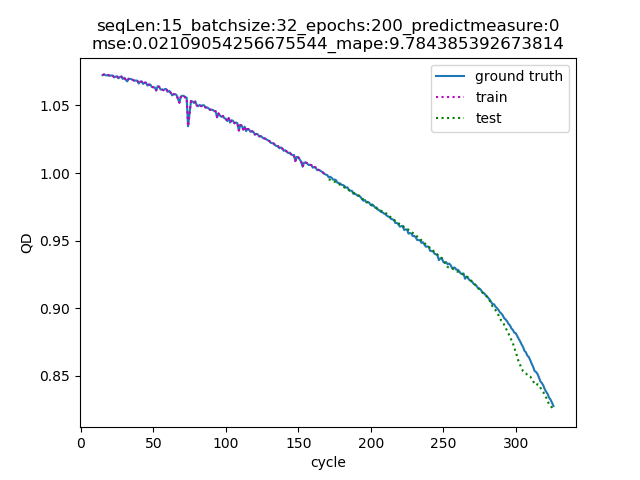 seqLen:15_batchsize:32_epochs:200_predictmeasure:0
mse:0.02109054256675544_mape:9.784385392673814
ground truth
train
test
1.05
1.00
0.95
0.90
0.85
QD
0 50 100 150 200 250 300
cycle